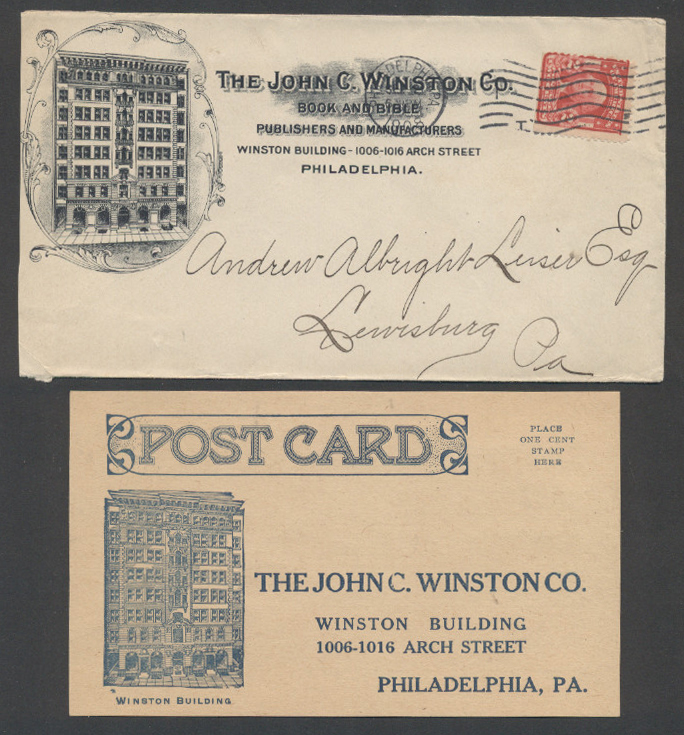 THE JOHN C. WINSTON CO.
BOOK AND BIBLE
PUBLISHERS AND MANUFACTURERS
WINSTON BUILDING - 1006-1016 ARCH STREET
PHILADELPHIA.
Andrew Albright Leiser Esq
Lewisburg
Pa
POST CARD
PLACE
ONE CENT
STAMP
HERE
THE JOHN C. WINSTON CO.
WINSTON BUILDING
1006-1016 ARCH STREET
PHILADELPHIA, PA.
WINSTON BUILDING